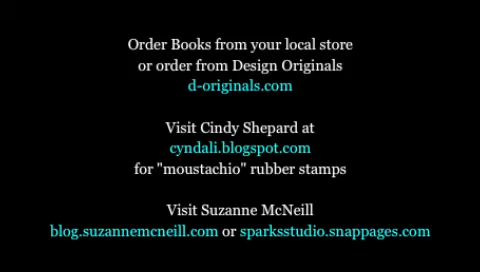 Order Books from your local store
or order from Design Originals
d-originals.com
Visit Cindy Shepard at
cyndali.blogspot.com
for "moustachio" rubber stamps
Visit Suzanne McNeill
blog.suzannemcneill.com or sparksstudio.snappages.com